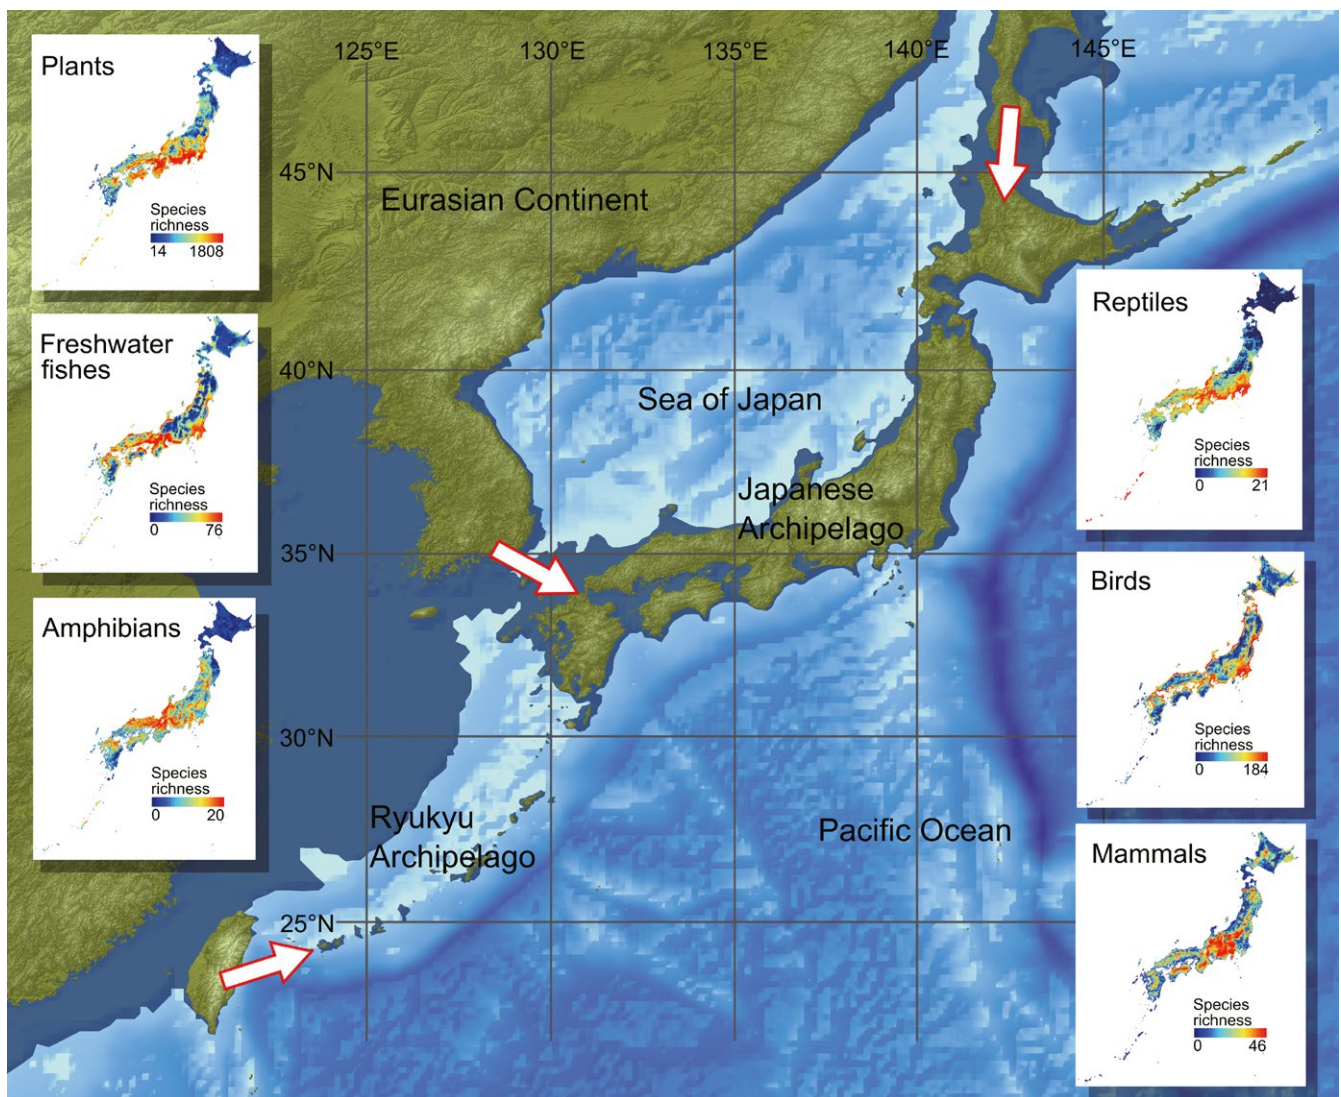 125°E
130°E
135°E
140°E
145°E
45°N
40°N
35°N
30°N
25°N
Eurasian Continent
Sea of Japan
Japanese
Archipelago
Ryukyu
Archipelago
Pacific Ocean
Plants
Species
richness
14 1808
Freshwater
fishes
Species
richness
0 76
Amphibians
Species
richness
0 20
Reptiles
Species
richness
0 21
Birds
Species
richness
0 184
Mammals
Species
richness
0 46